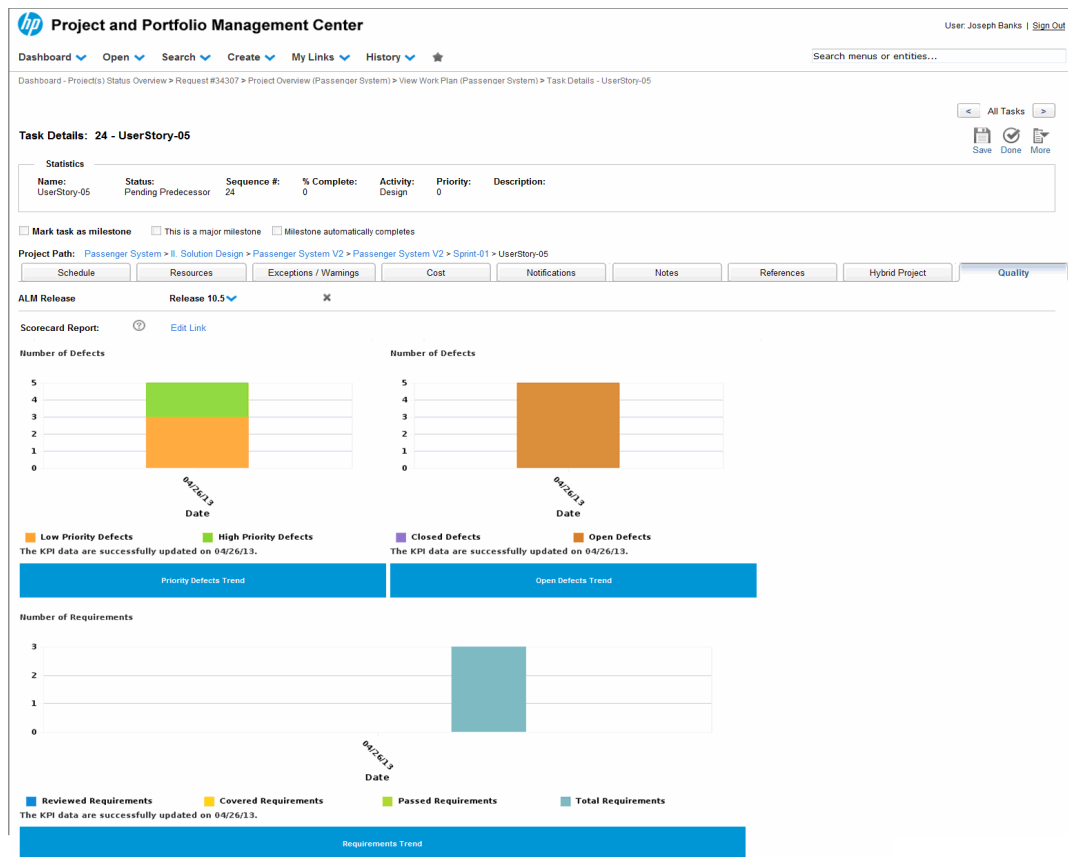 hp Project and Portfolio Management Center
User: Joseph Banks | Sign Out
Dashboard Open Search Create My Links History
Search menus or entities...
Dashboard - Project(s) Status Overview > Request #34307 > Project Overview (Passenger System) > View Work Plan (Passenger System) > Task Details - UserStory-05
< All Tasks >
Task Details: 24 - UserStory-05
Save Done More
Statistics
Name: Status: Sequence #: % Complete: Activity: Priority: Description:
UserStory-05 Pending Predecessor 24 0 Design 0
Mark task as milestone This is a major milestone Milestone automatically completes
Project Path: Passenger System > II. Solution Design > Passenger System V2 > Passenger System V2 > Sprint-01 > UserStory-05
Schedule Resources Exceptions / Warnings Cost Notifications Notes References Hybrid Project Quality
ALM Release Release 10.5
Scorecard Report: ? Edit Link
Number of Defects
5
4
3
2
1
0
04/26/13
Date
Low Priority Defects High Priority Defects
The KPI data are successfully updated on 04/26/13.
Priority Defects Trend
Number of Defects
5
4
3
2
1
0
04/26/13
Date
Closed Defects Open Defects
The KPI data are successfully updated on 04/26/13.
Open Defects Trend
Number of Requirements
3
2
1
0
04/26/13
Date
Reviewed Requirements Covered Requirements Passed Requirements Total Requirements
The KPI data are successfully updated on 04/26/13.
Requirements Trend